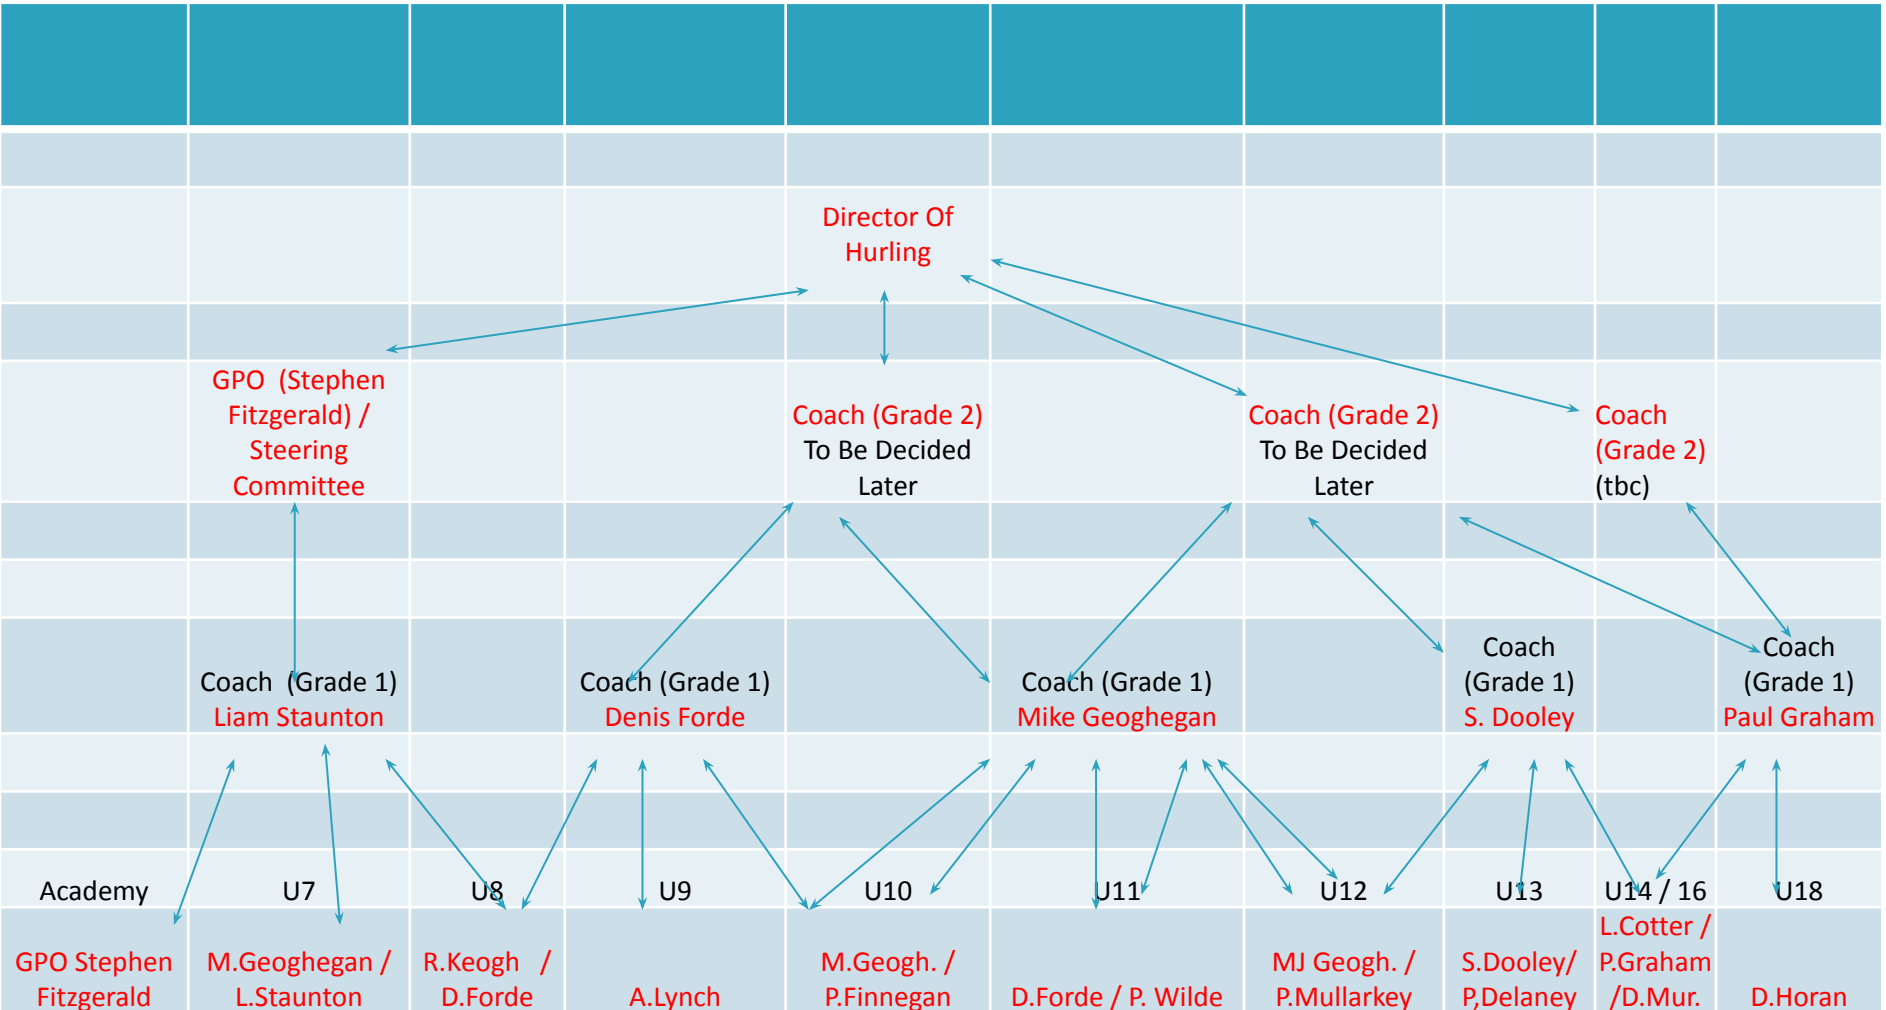 Director Of
Hurling
GPO (Stephen
Fitzgerald) /
Steering
Committee
Coach (Grade 2)
To Be Decided
Later
Coach (Grade 2)
To Be Decided
Later
Coach
(Grade 2)
(tbc)
Coach (Grade 1)
Liam Staunton
Coach (Grade 1)
Denis Forde
Coach (Grade 1)
Mike Geoghegan
Coach
(Grade 1)
S. Dooley
Coach
(Grade 1)
Paul Graham
Academy
U7
U8
U9
U10
U11
U12
U13
U14 / 16
U18
GPO Stephen
Fitzgerald
M.Geoghegan /
L.Staunton
R.Keogh /
D.Forde
A.Lynch
M.Geogh. /
P.Finnegan
D.Forde / P. Wilde
MJ Geogh. /
P.Mullarkey
S.Dooley/
P,Delaney
L.Cotter /
P.Graham
/D.Mur.
D.Horan